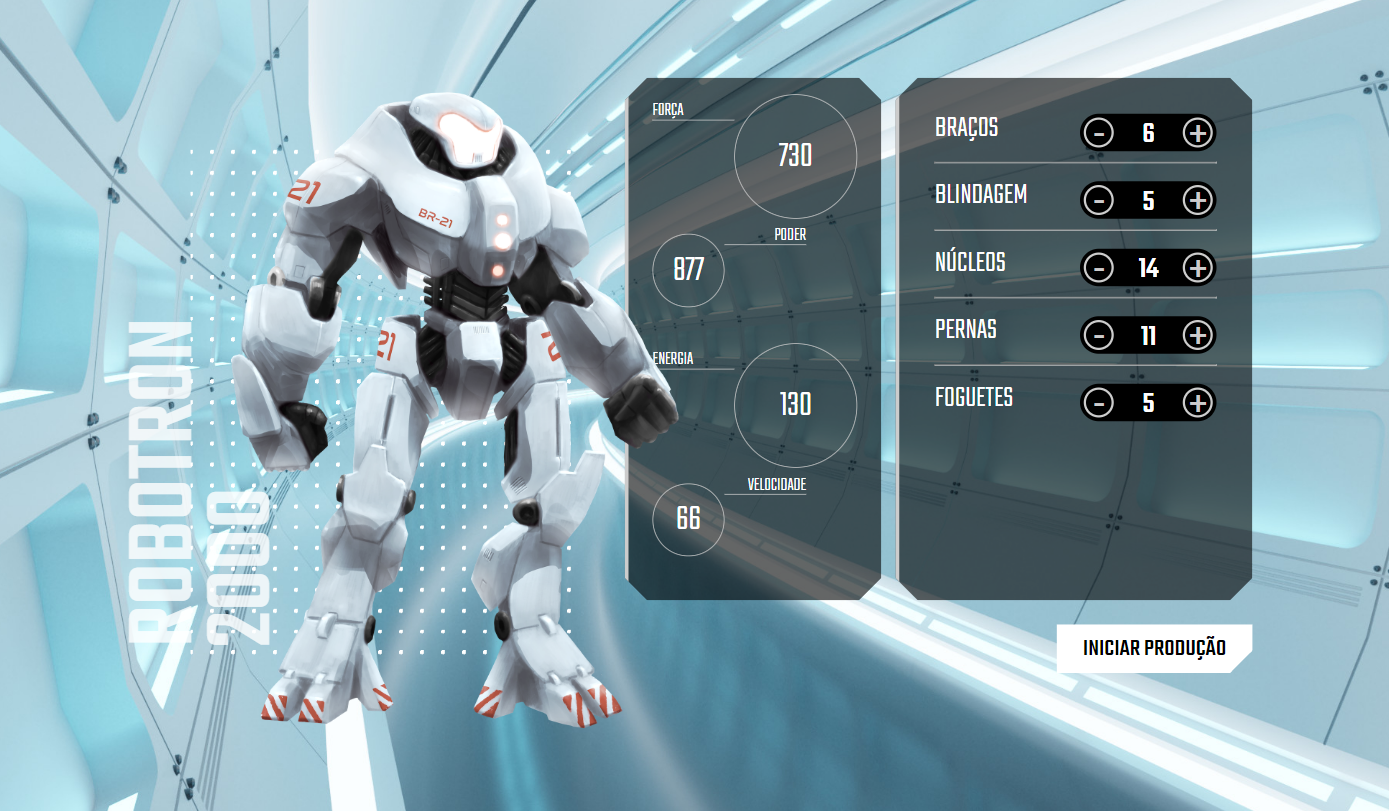 ROBOTRON
2000
21
BR-21
21
FORÇA
730
PODER
877
ENERGIA
130
VELOCIDADE
66
BRAÇOS
- 6 +
BLINDAGEM
- 5 +
NÚCLEOS
- 14 +
PERNAS
- 11 +
FOGUETES
- 5 +
INICIAR PRODUÇÃO